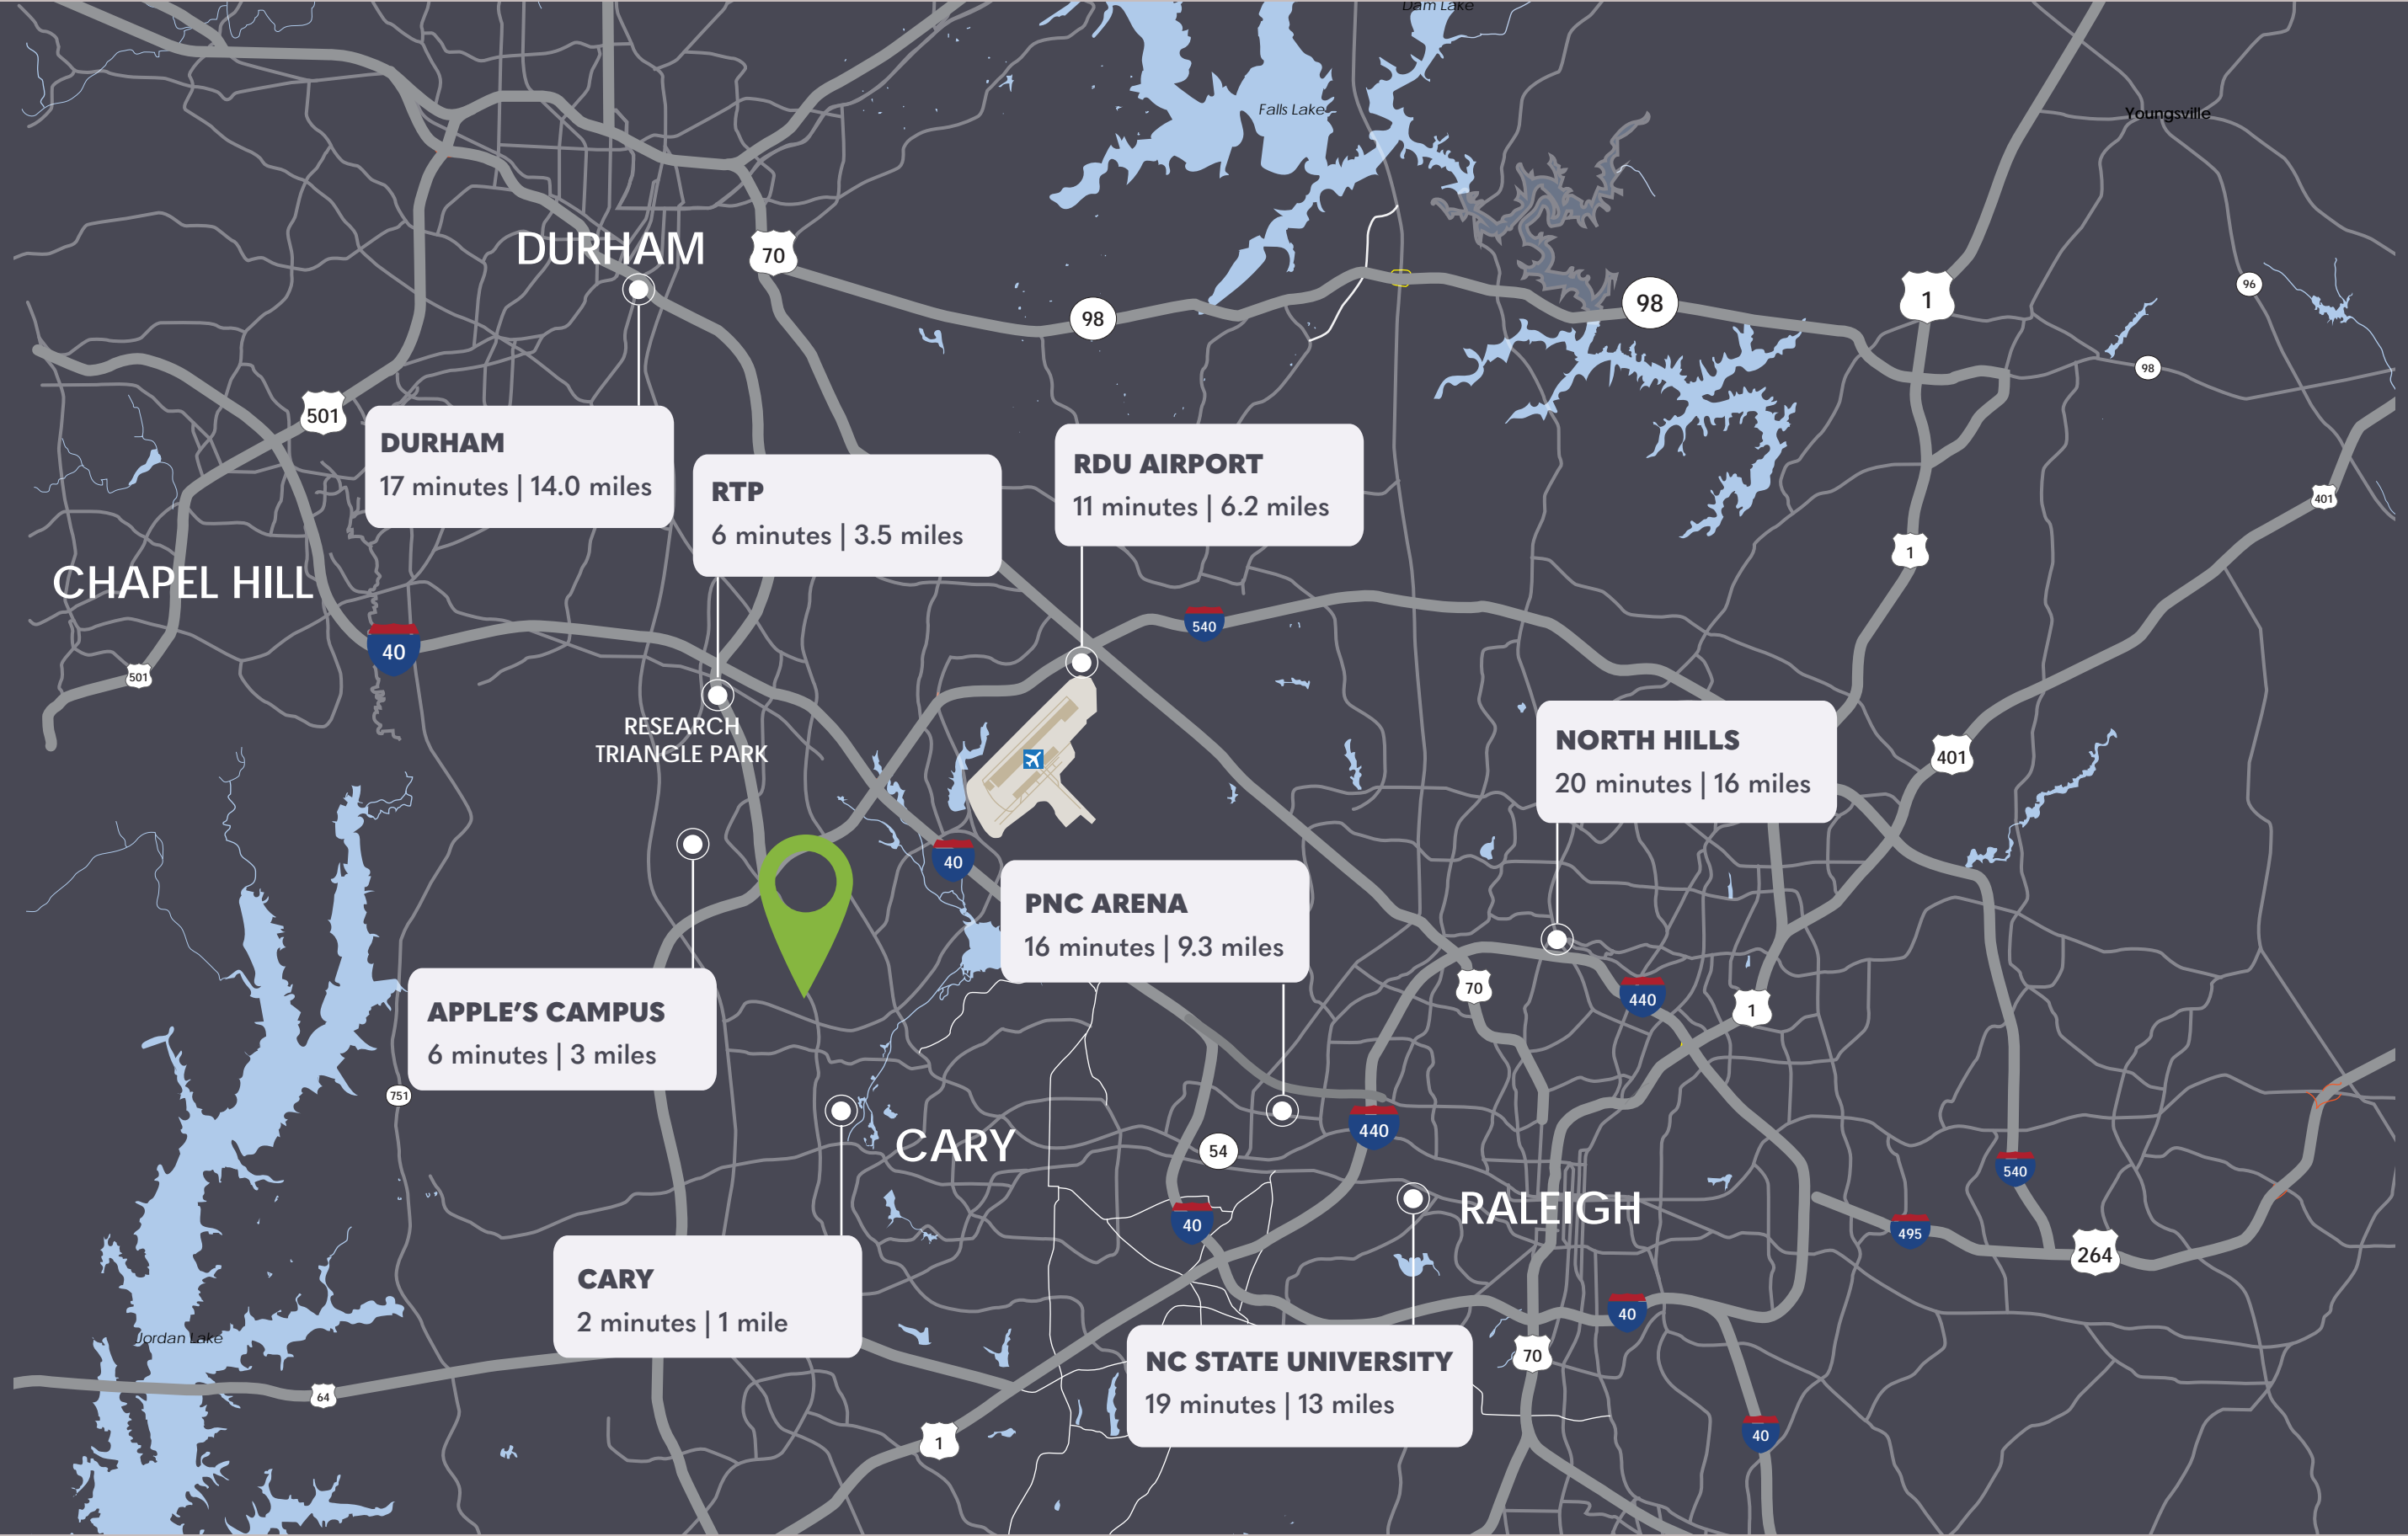 Dam Lake
Falls Lake
Youngsville
DURHAM
70
96
1
98
98
98
501
DURHAM
17 minutes | 14.0 miles
RTP
6 minutes | 3.5 miles
RDU AIRPORT
11 minutes | 6.2 miles
401
1
CHAPEL HILL
540
40
501
RESEARCH
TRIANGLE PARK
NORTH HILLS
20 minutes | 16 miles
401
40
PNC ARENA
16 minutes | 9.3 miles
70
440
1
APPLE'S CAMPUS
6 minutes | 3 miles
751
440
CARY
54
540
RALEIGH
40
495
264
CARY
2 minutes | 1 mile
40
Jordan Lake
70
NC STATE UNIVERSITY
19 minutes | 13 miles
64
1
40